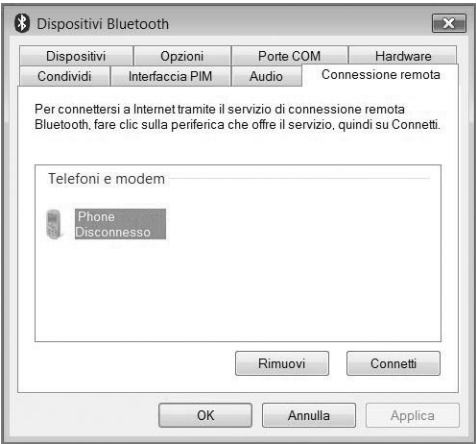 Dispositivi Bluetooth
Dispositivi Opzioni Porte COM Hardware
Condividi Interfaccia PIM Audio Connessione remota
Per connettersi a Internet tramite il servizio di connessione remota
Bluetooth, fare clic sulla periferica che offre il servizio, quindi su Connetti.
Telefoni e modem
Phone
Disconnesso
Rimuovi Connetti
OK Annulla Applica